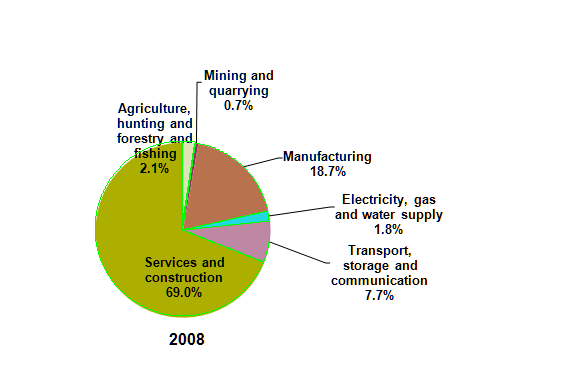 Mining and
quarrying
0.7%
Agriculture,
hunting and
forestry and
fishing
2.1%
Manufacturing
18.7%
Electricity, gas
and water supply
1.8%
Transport,
storage and
communication
7.7%
Services and
construction
69.0%
2008